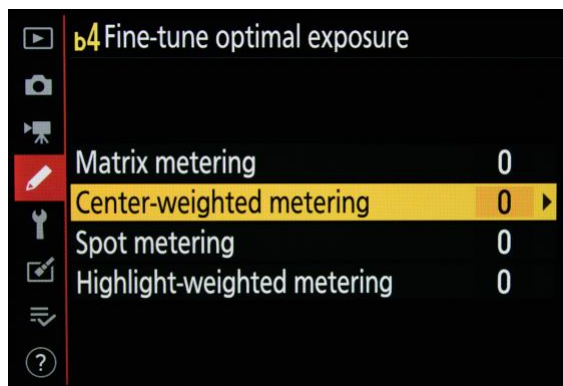 b4 Fine-tune optimal exposure
Matrix metering 0
Center-weighted metering 0
Spot metering 0
Highlight-weighted metering 0
?